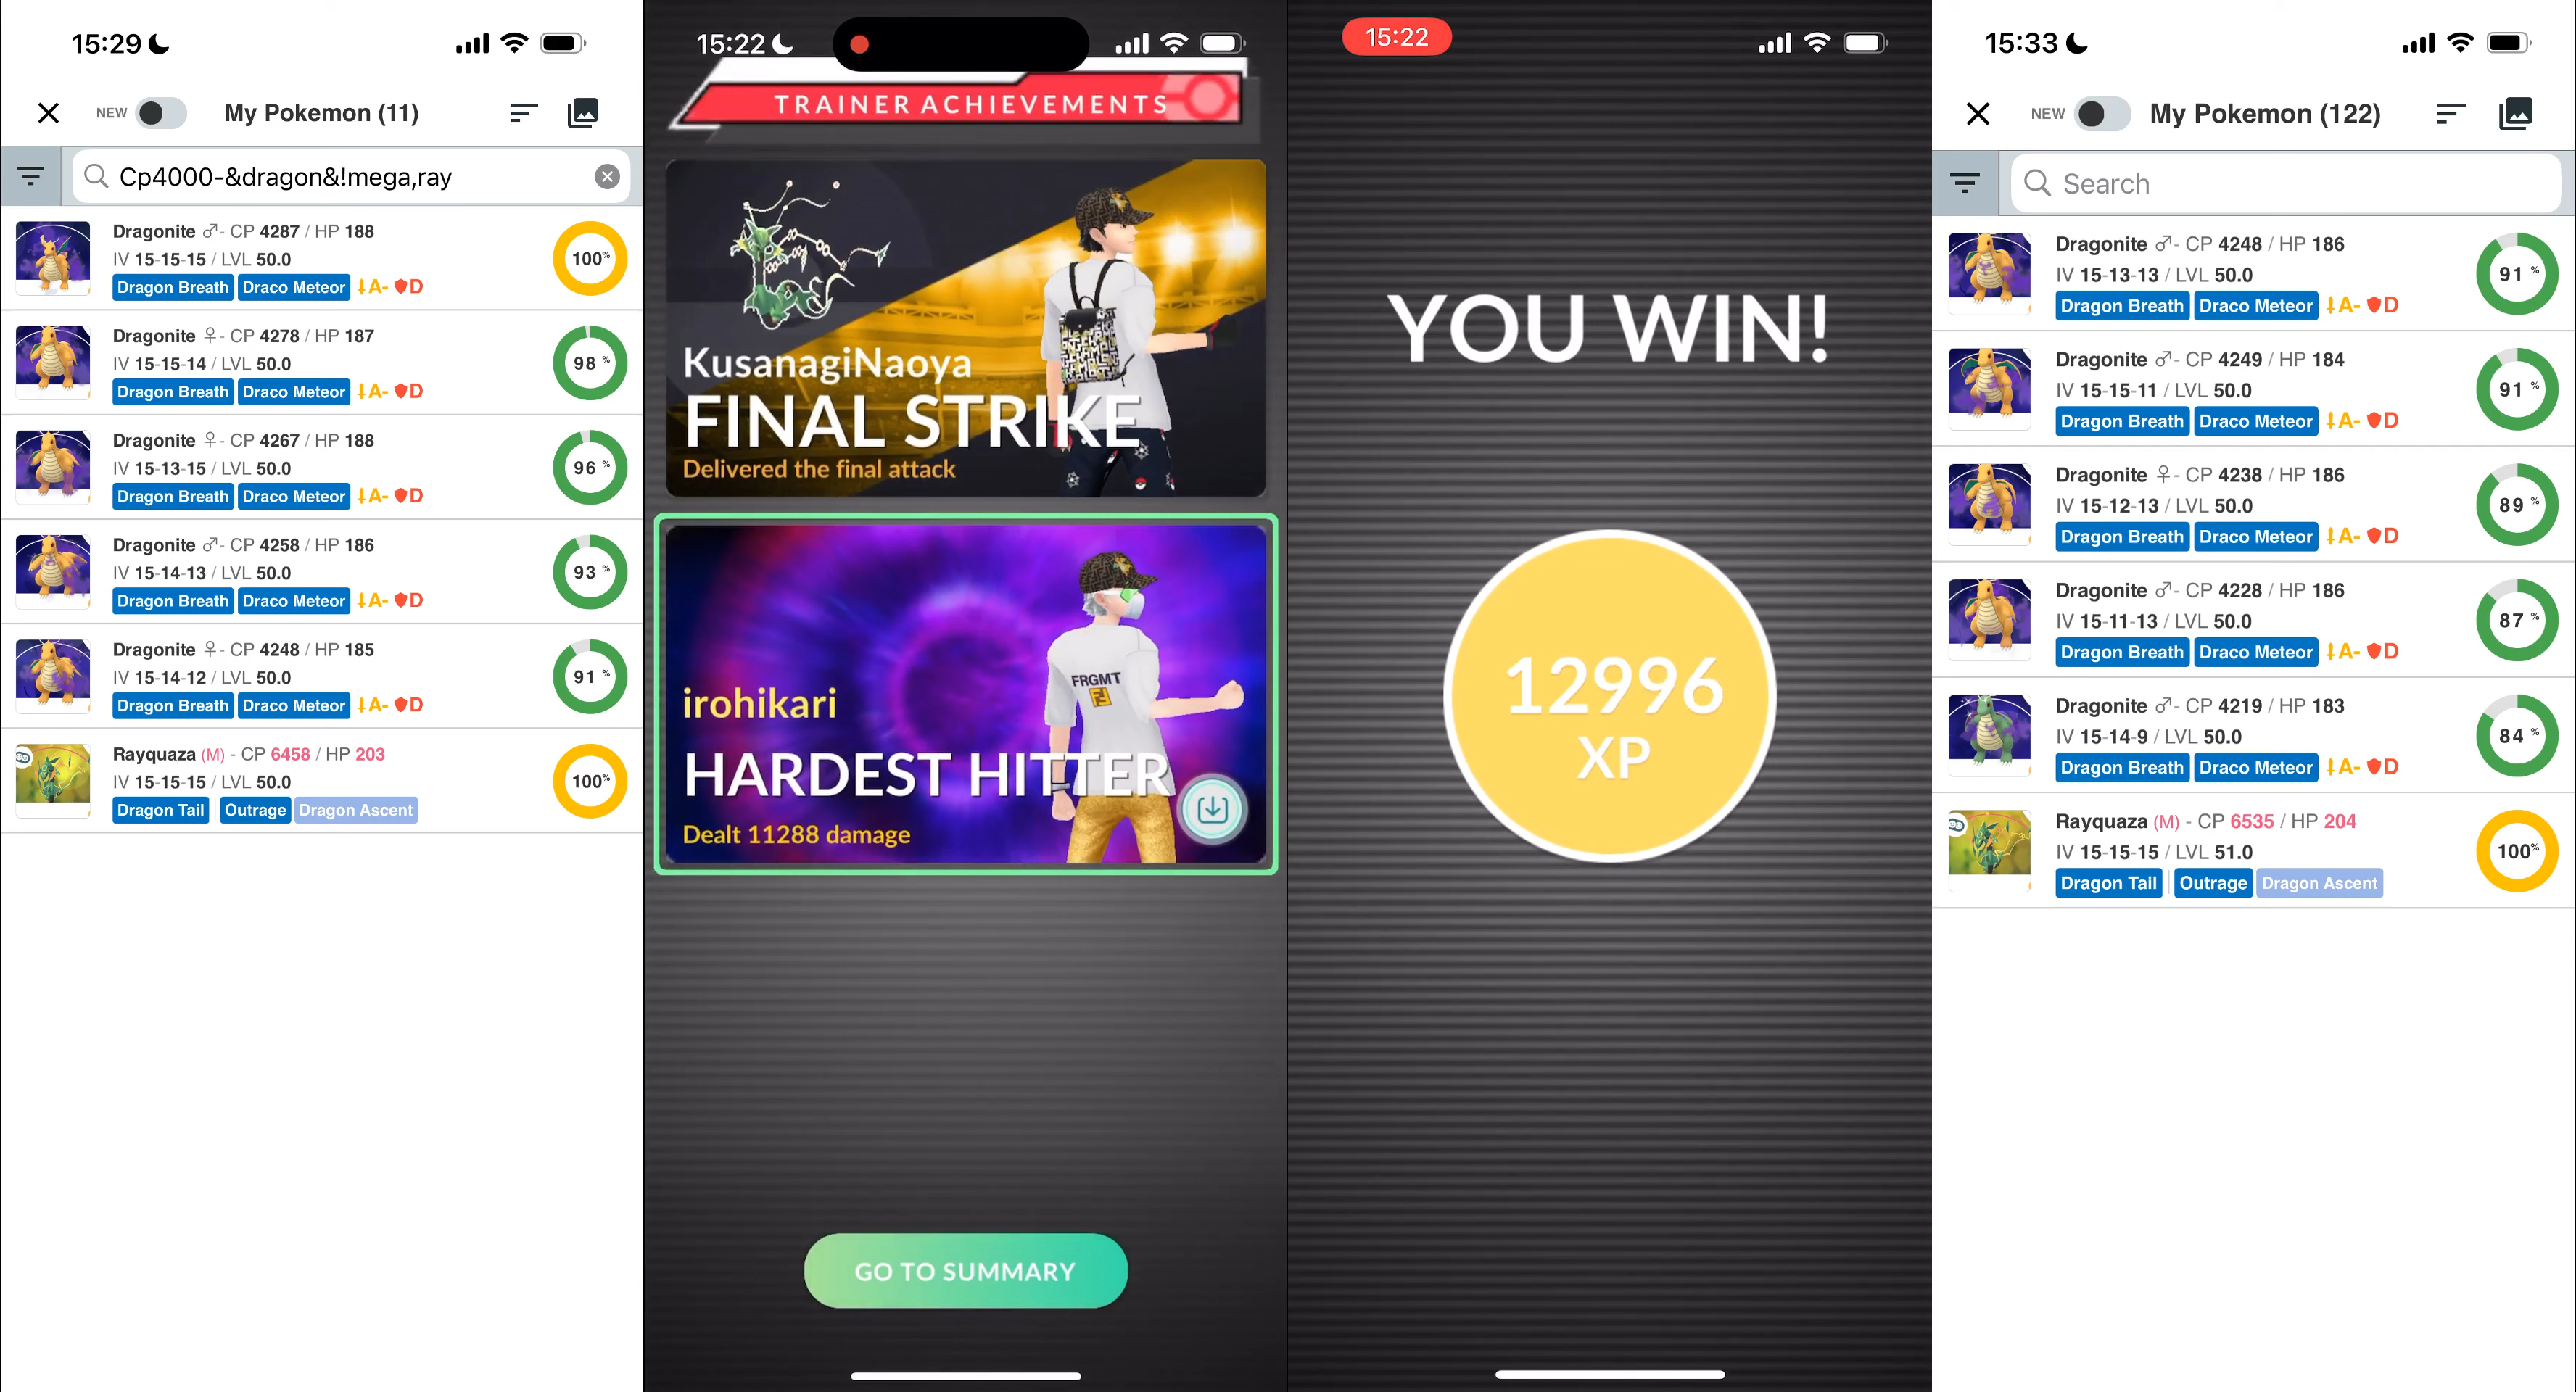 15:29
NEW My Pokemon (11)
Cp4000-&dragon&!mega,ray
Dragonite ♂- CP 4287 / HP 188
IV 15-15-15 / LVL 50.0
100%
Dragon Breath Draco Meteor A- D
Dragonite ♀- CP 4278 / HP 187
IV 15-15-14 / LVL 50.0
98 %
Dragon Breath Draco Meteor A- D
Dragonite ♀- CP 4267 / HP 188
IV 15-13-15 / LVL 50.0
96 %
Dragon Breath Draco Meteor A- D
Dragonite ♂- CP 4258 / HP 186
IV 15-14-13 / LVL 50.0
93 %
Dragon Breath Draco Meteor A- D
Dragonite ♀- CP 4248 / HP 185
IV 15-14-12 / LVL 50.0
91 %
Dragon Breath Draco Meteor A- D
Rayquaza (M) - CP 6458 / HP 203
IV 15-15-15 / LVL 50.0
100%
Dragon Tail Outrage Dragon Ascent
15:22
TRAINER ACHIEVEMENTS
KusanagiNaoya
FINAL STRIKE
Delivered the final attack
FRGMT
irohikari
HARDEST HITTER
Dealt 11288 damage
GO TO SUMMARY
15:22
YOU WIN!
12996
XP
15:33
NEW My Pokemon (122)
Search
Dragonite ♂- CP 4248 / HP 186
IV 15-13-13 / LVL 50.0
91 %
Dragon Breath Draco Meteor A- D
Dragonite ♂- CP 4249 / HP 184
IV 15-15-11 / LVL 50.0
91 %
Dragon Breath Draco Meteor A- D
Dragonite ♀- CP 4238 / HP 186
IV 15-12-13 / LVL 50.0
89 %
Dragon Breath Draco Meteor A- D
Dragonite ♂- CP 4228 / HP 186
IV 15-11-13 / LVL 50.0
87 %
Dragon Breath Draco Meteor A- D
Dragonite ♂- CP 4219 / HP 183
IV 15-14-9 / LVL 50.0
84 %
Dragon Breath Draco Meteor A- D
Rayquaza (M) - CP 6535 / HP 204
IV 15-15-15 / LVL 51.0
100%
Dragon Tail Outrage Dragon Ascent